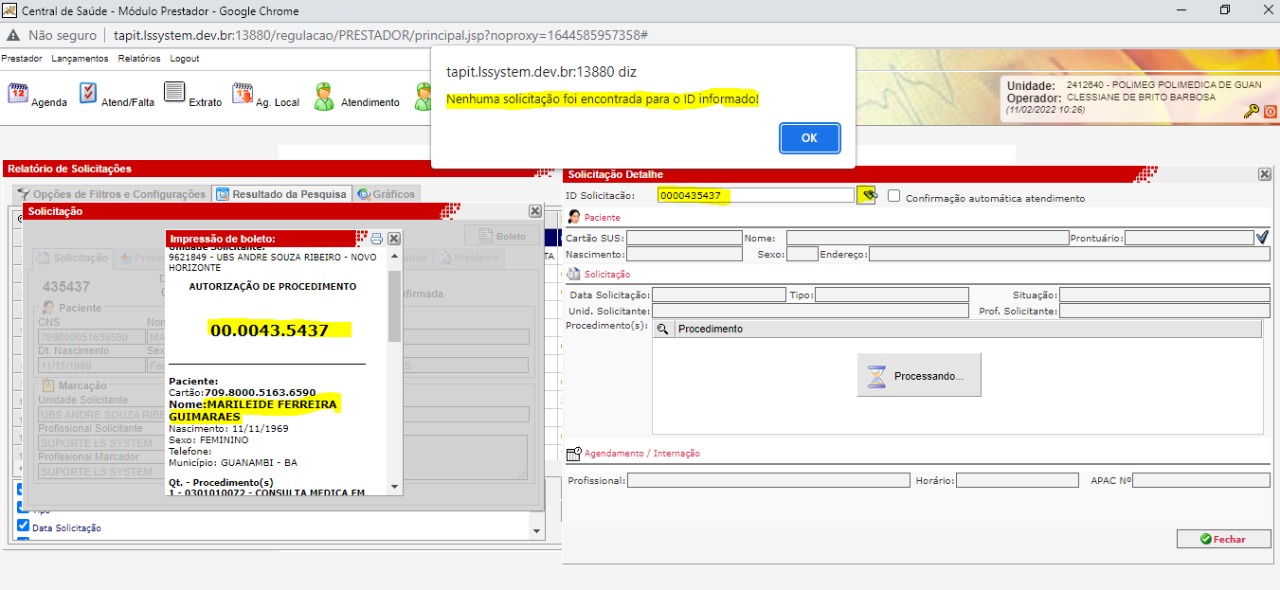 Central de Saúde - Módulo Prestador - Google Chrome
Não seguro | tapit.lssystem.dev.br:13880/regulacao/PRESTADOR/principal.jsp?noproxy=1644585957358#
Prestador Lançamentos Relatórios Logout
Agenda Atend/Falta Extrato Ag. Local Atendimento
tapit.lssystem.dev.br:13880 diz
Nenhuma solicitação foi encontrada para o ID informado!
OK
Unidade: 2412640 - POLIMEG POLIMEDICA DE GUAN
Operador: CLESSIANE DE BRITO BARBOSA
(11/02/2022 10:26)
Relatório de Solicitações
Opções de Filtros e Configurações Resultado da Pesquisa Gráficos
Solicitação
Boleto
Solicitação Histórico
435437
Paciente
CNS
709800051636590
Dt. Nascimento
11/11/1969
Marcação
Unidade Solicitante
UBS ANDRE SOUZA RIBE
Profissional Solicitante
SUPORTE LS SYSTEM
Profissional Marcador:
SUPORTE LS SYSTEM
Impressão de boleto:
Unidade Solicitante:
9621849 - UBS ANDRE SOUZA RIBEIRO - NOVO
HORIZONTE
AUTORIZAÇÃO DE PROCEDIMENTO
00.0043.5437
Paciente:
Cartão:709.8000.5163.6590
Nome:MARILEIDE FERREIRA
GUIMARAES
Nascimento: 11/11/1969
Sexo: FEMININO
Telefone:
Município: GUANAMBI - BA
Qt. - Procedimento(s)
1 - 0301010072 - CONSULTA MEDICA EM
Tipo
Data Solicitação
Solicitação Detalhe
ID Solicitacão: 0000435437 Confirmação automática atendimento
Paciente
Cartão SUS: Nome: Prontuário:
Nascimento: Sexo: Endereço:
Solicitação
Data Solicitação: Tipo: Situação:
Unid. Solicitante: Prof. Solicitante:
Procedimento(s): Procedimento
Processando...
Agendamento / Internação
Profissional: Horário: APAC Nº
Fechar